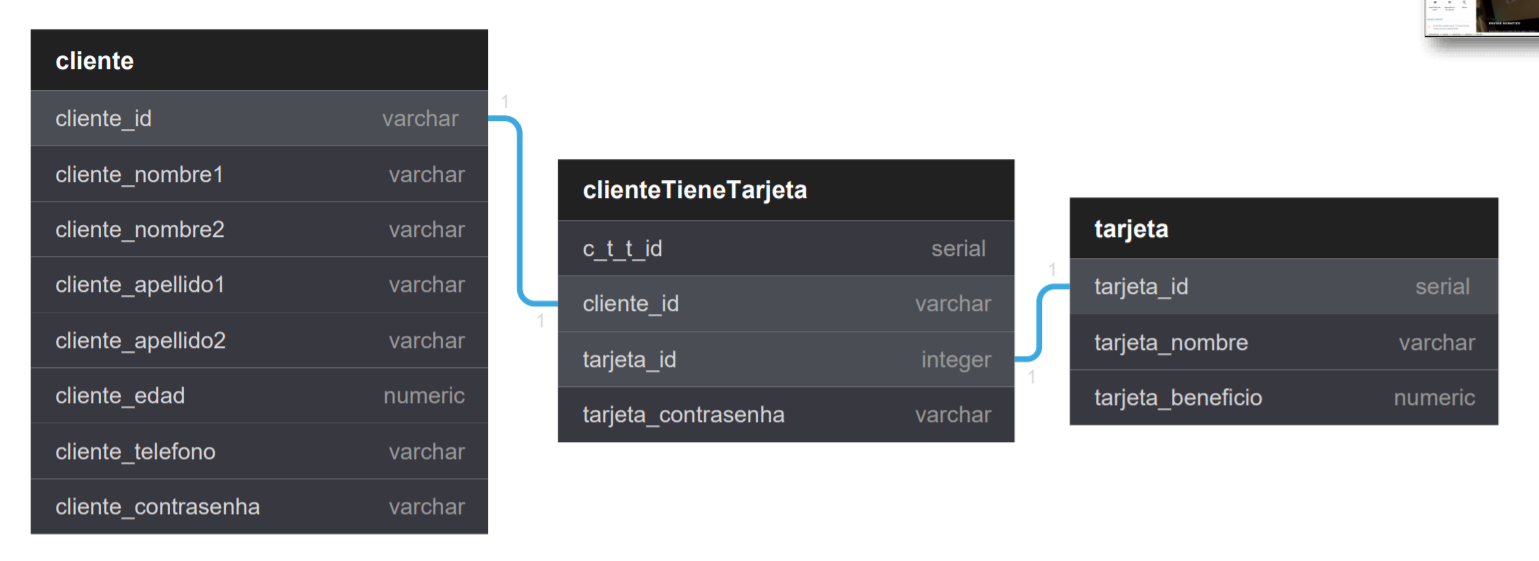 cliente
cliente_id varchar
cliente_nombre1 varchar
cliente_nombre2 varchar
cliente_apellido1 varchar
cliente_apellido2 varchar
cliente_edad numeric
cliente_telefono varchar
cliente_contrasenha varchar
1
1
clienteTieneTarjeta
c_t_t_id serial
cliente_id varchar
tarjeta_id integer
tarjeta_contrasenha varchar
1
1
tarjeta
tarjeta_id serial
tarjeta_nombre varchar
tarjeta_beneficio numeric